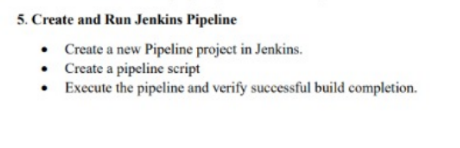 5. Create and Run Jenkins Pipeline
• Create a new Pipeline project in Jenkins.
• Create a pipeline script
• Execute the pipeline and verify successful build completion.